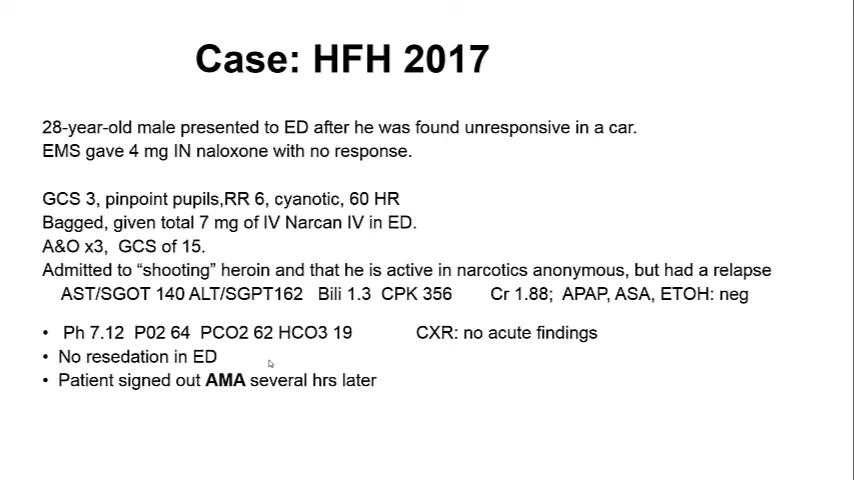 Case: HFH 2017
28-year-old male presented to ED after he was found unresponsive in a car.
EMS gave 4 mg IN naloxone with no response.
GCS 3, pinpoint pupils,RR 6, cyanotic, 60 HR
Bagged, given total 7 mg of IV Narcan IV in ED.
A&O x3, GCS of 15.
Admitted to “shooting” heroin and that he is active in narcotics anonymous, but had a relapse
AST/SGOT 140 ALT/SGPT162 Bili 1.3 CPK 356 Cr 1.88; APAP, ASA, ETOH: neg
• Ph 7.12 P02 64 PCO2 62 HCO3 19 CXR: no acute findings
• No resedation in ED
• Patient signed out AMA several hrs later